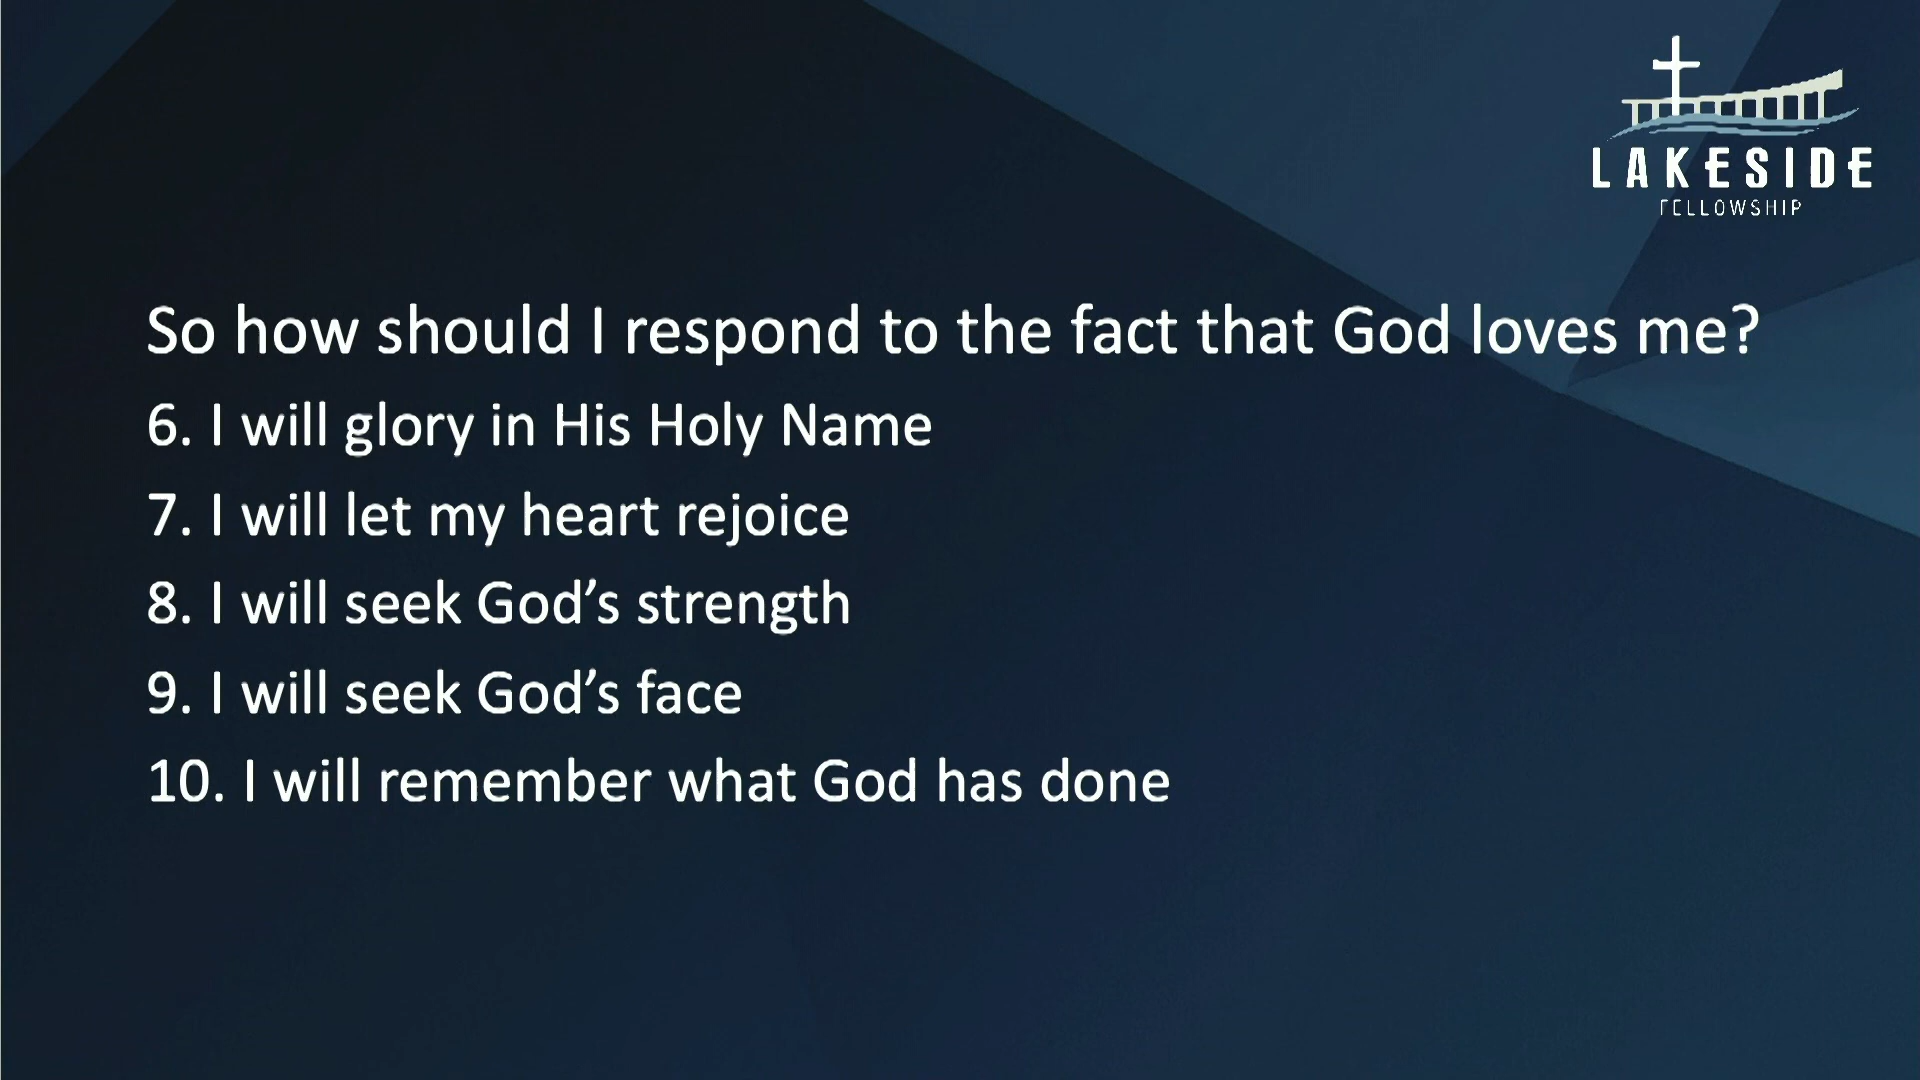 LAKESIDE
FELLOWSHIP
So how should I respond to the fact that God loves me?
6. I will glory in His Holy Name
7. I will let my heart rejoice
8. I will seek God’s strength
9. I will seek God’s face
10. I will remember what God has done